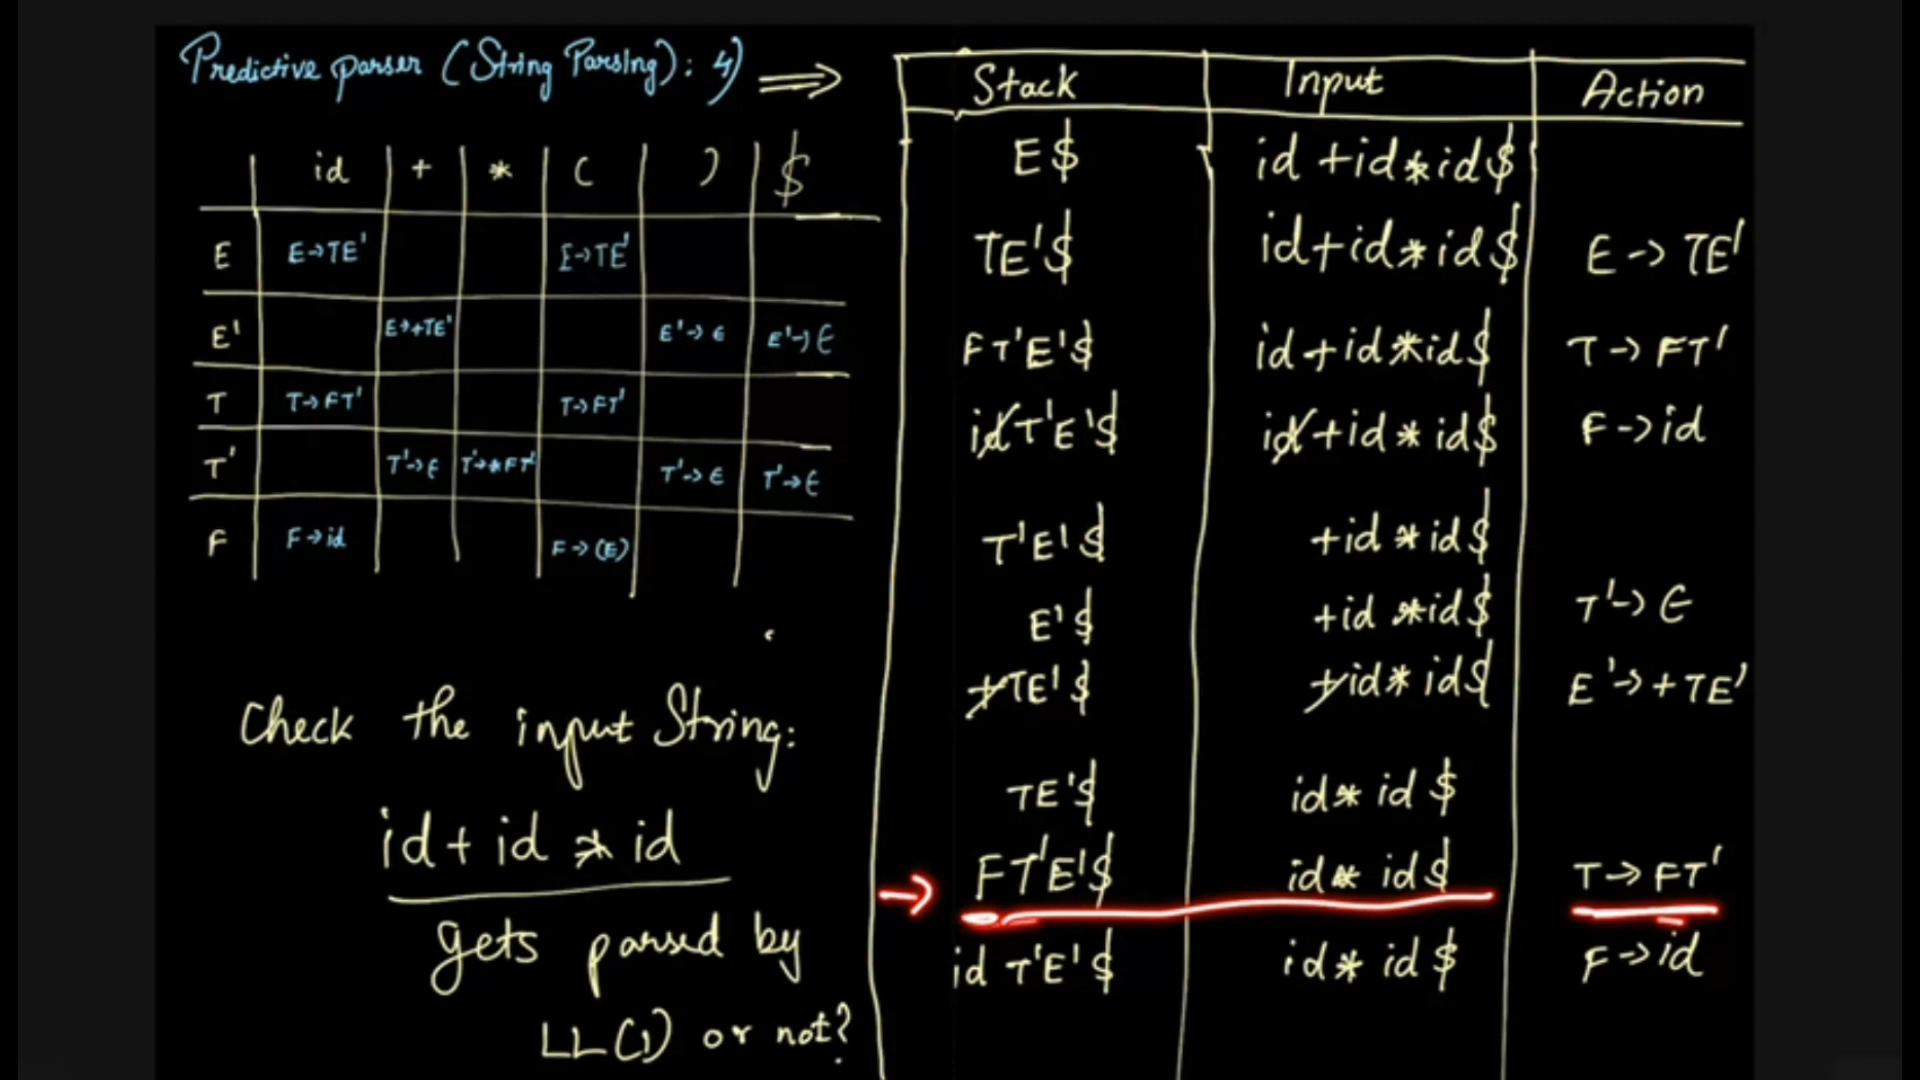 Predictive parser (String Parsing): 4) ⇒
id + * ( ) $
E E→TE' E→TE'
E' E→+TE' E'→ϵ E'→ϵ
T T→FT' T→FT'
T' T'→ϵ T'→*FT' T'→ϵ T'→ϵ
F F→id F→(E)
Check the input String:
id+ id * id
gets parsed by
LL(1) or not?
Stack Input Action
E$ id +id*id$
TE'$ id+id*id$ E→TE'
FT'E'$ id+id*id$ T→FT'
idT'E'$ id+id*id$ F→id
T'E'$ +id*id$
E'$ +id*id$ T'→ϵ
+TE'$ +id*id$ E'→+TE'
TE'$ id*id$
→ FT'E'$ id*id$ T→FT'
id T'E'$ id*id$ F→id